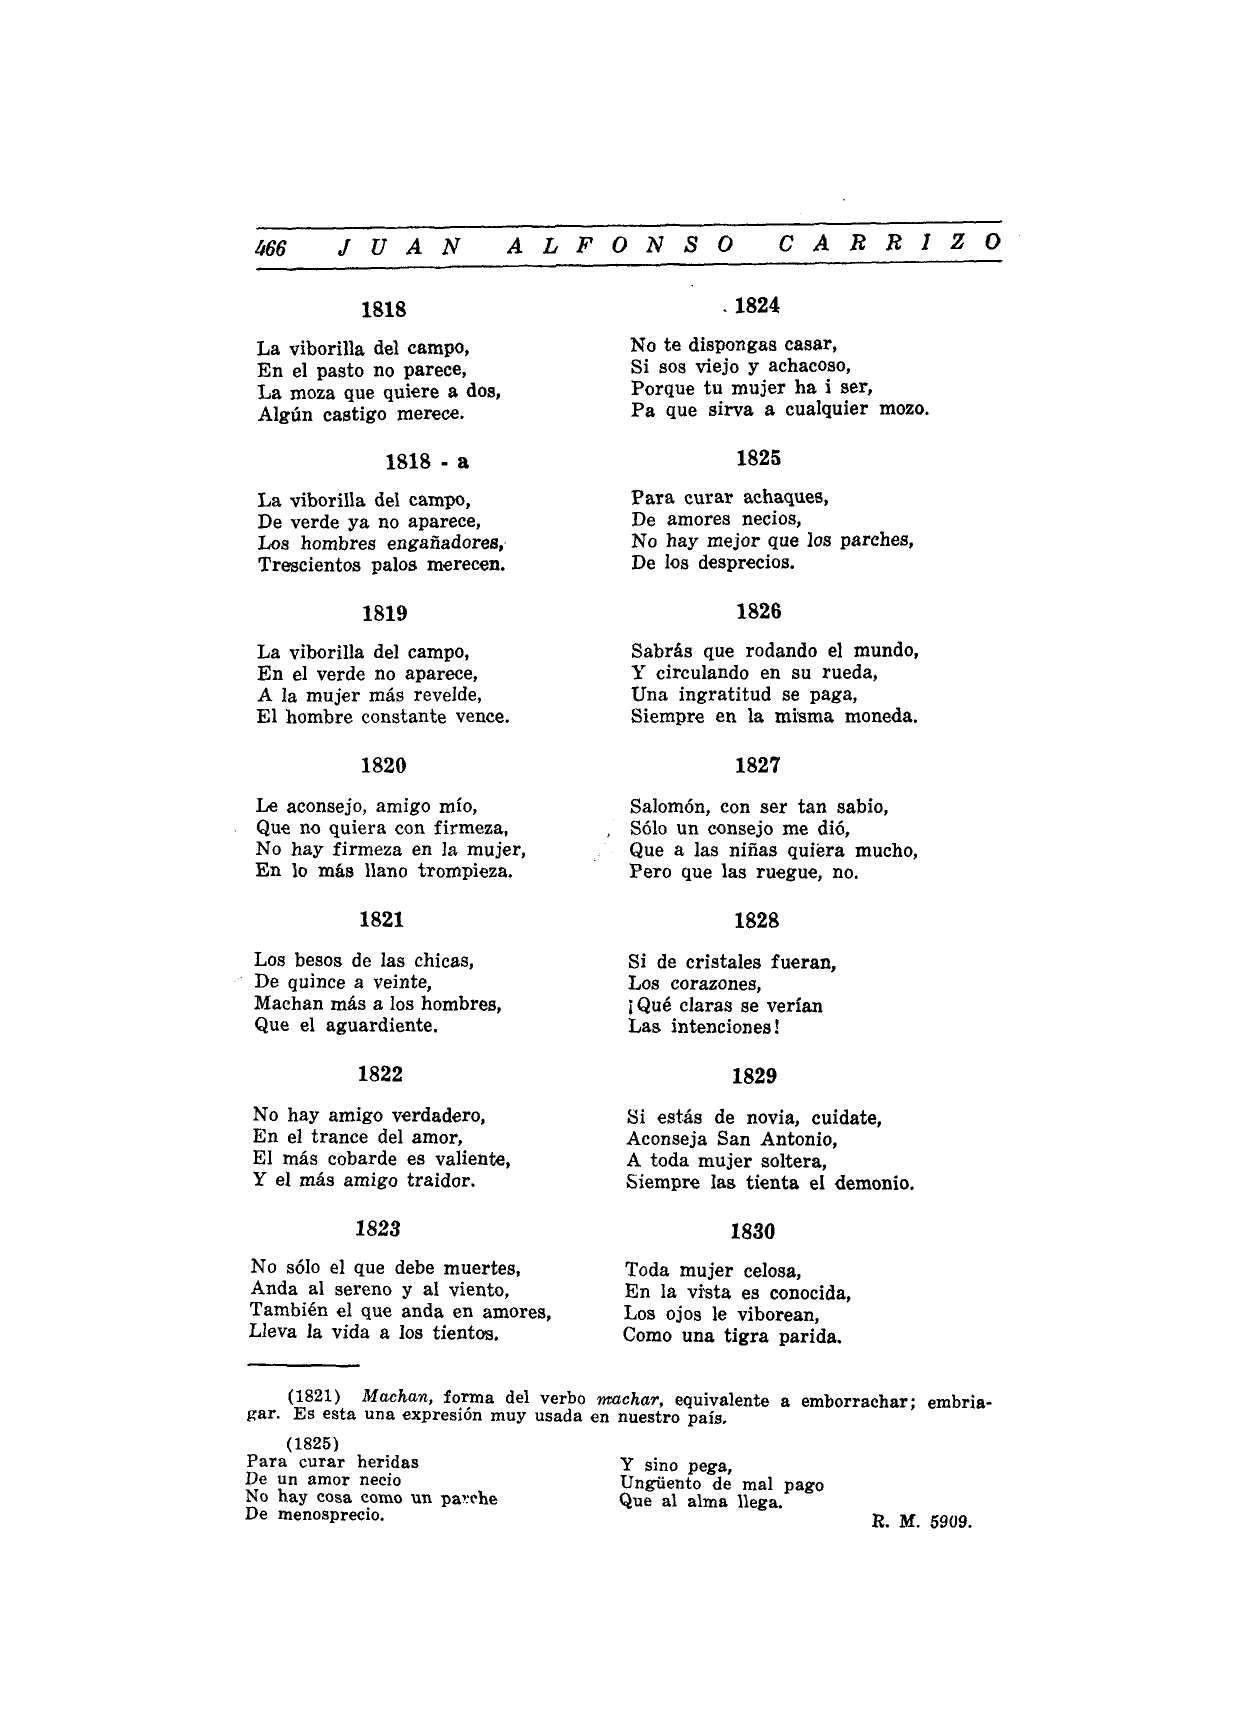 466 JUAN ALFONSO CARRIZO
1818
La viborilla del campo,
En el pasto no parece,
La moza que quiere a dos,
Algún castigo merece.
1818 - a
La viborilla del campo,
De verde ya no aparece,
Los hombres engañadores,
Trescientos palos merecen.
1819
La viborilla del campo,
En el verde no aparece,
A la mujer más revelde,
El hombre constante vence.
1820
Le aconsejo, amigo mío,
Que no quiera con firmeza,
No hay firmeza en la mujer,
En lo más llano trompieza.
1821
Los besos de las chicas,
De quince a veinte,
Machan más a los hombres,
Que el aguardiente.
1822
No hay amigo verdadero,
En el trance del amor,
El más cobarde es valiente,
Y el más amigo traidor.
1823
No sólo el que debe muertes,
Anda al sereno y al viento,
También el que anda en amores,
Lleva la vida a los tientos.
1824
No te dispongas casar,
Si sos viejo y achacoso,
Porque tu mujer ha i ser,
Pa que sirva a cualquier mozo.
1825
Para curar achaques,
De amores necios,
No hay mejor que los parches,
De los desprecios.
1826
Sabrás que rodando el mundo,
Y circulando en su rueda,
Una ingratitud se paga,
Siempre en la misma moneda.
1827
Salomón, con ser tan sabio,
Sólo un consejo me dió,
Que a las niñas quiera mucho,
Pero que las ruegue, no.
1828
Si de cristales fueran,
Los corazones,
¡Qué claras se verían
Las intenciones!
1829
Si estás de novia, cuidate,
Aconseja San Antonio,
A toda mujer soltera,
Siempre las tienta el demonio.
1830
Toda mujer celosa,
En la vista es conocida,
Los ojos le viborean,
Como una tigra parida.
(1821) Machan, forma del verbo machar, equivalente a emborrachar; embria-
gar. Es esta una expresión muy usada en nuestro país.
(1825)
Para curar heridas
De un amor necio
No hay cosa como un parche
De menosprecio.
Y sino pega,
Ungüento de mal pago
Que al alma llega.
R. M. 5909.